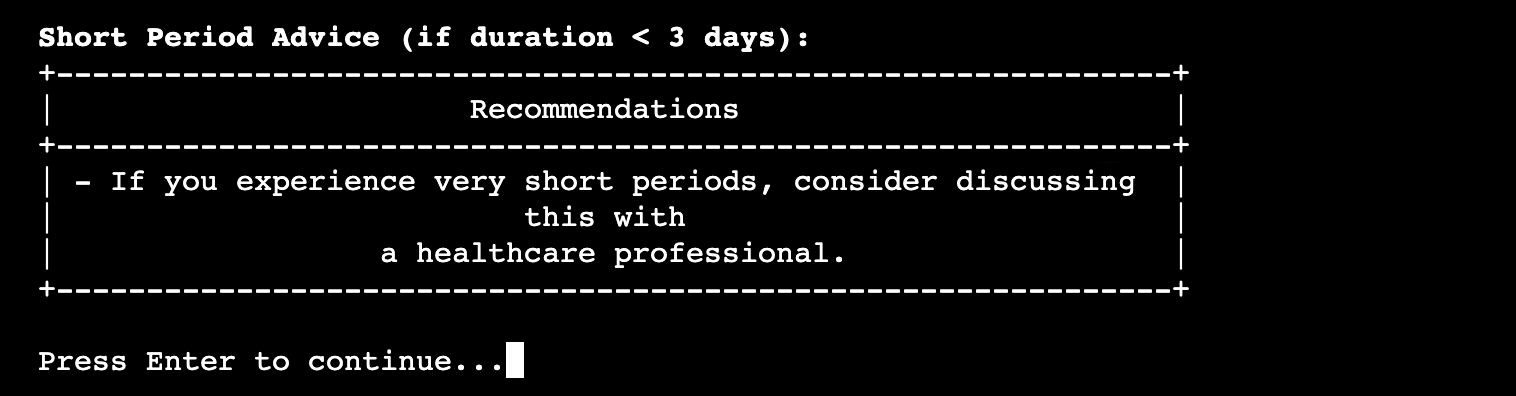 Short Period Advice (if duration < 3 days):
+--------------------------------------------------------------+
|                       Recommendations                        |
+--------------------------------------------------------------+
| - If you experience very short periods, consider discussing  |
|                          this with                           |
|                  a healthcare professional.                  |
+--------------------------------------------------------------+
Press Enter to continue...